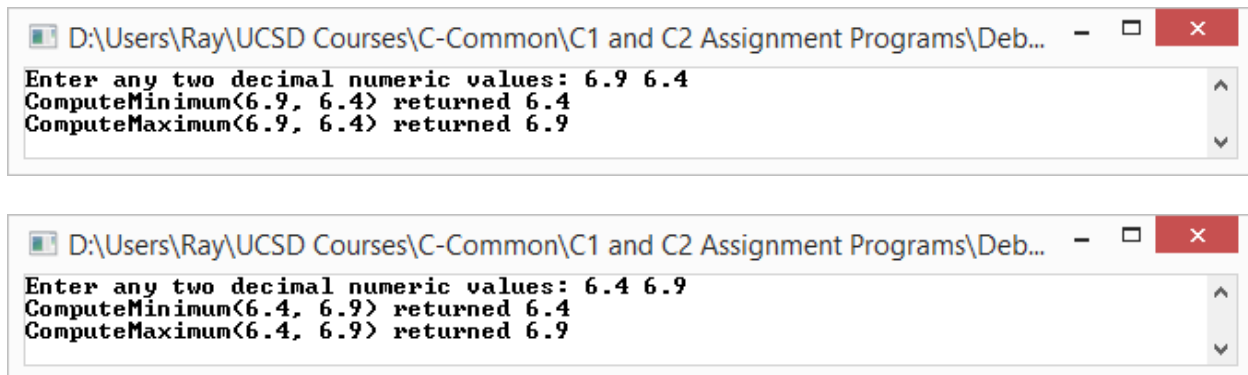 D:\Users\Ray\UCSD Courses\C-Common\C1 and C2 Assignment Programs\Deb...
Enter any two decimal numeric values: 6.9 6.4
ComputeMinimum(6.9, 6.4) returned 6.4
ComputeMaximum(6.9, 6.4) returned 6.9
D:\Users\Ray\UCSD Courses\C-Common\C1 and C2 Assignment Programs\Deb...
Enter any two decimal numeric values: 6.4 6.9
ComputeMinimum(6.4, 6.9) returned 6.4
ComputeMaximum(6.4, 6.9) returned 6.9